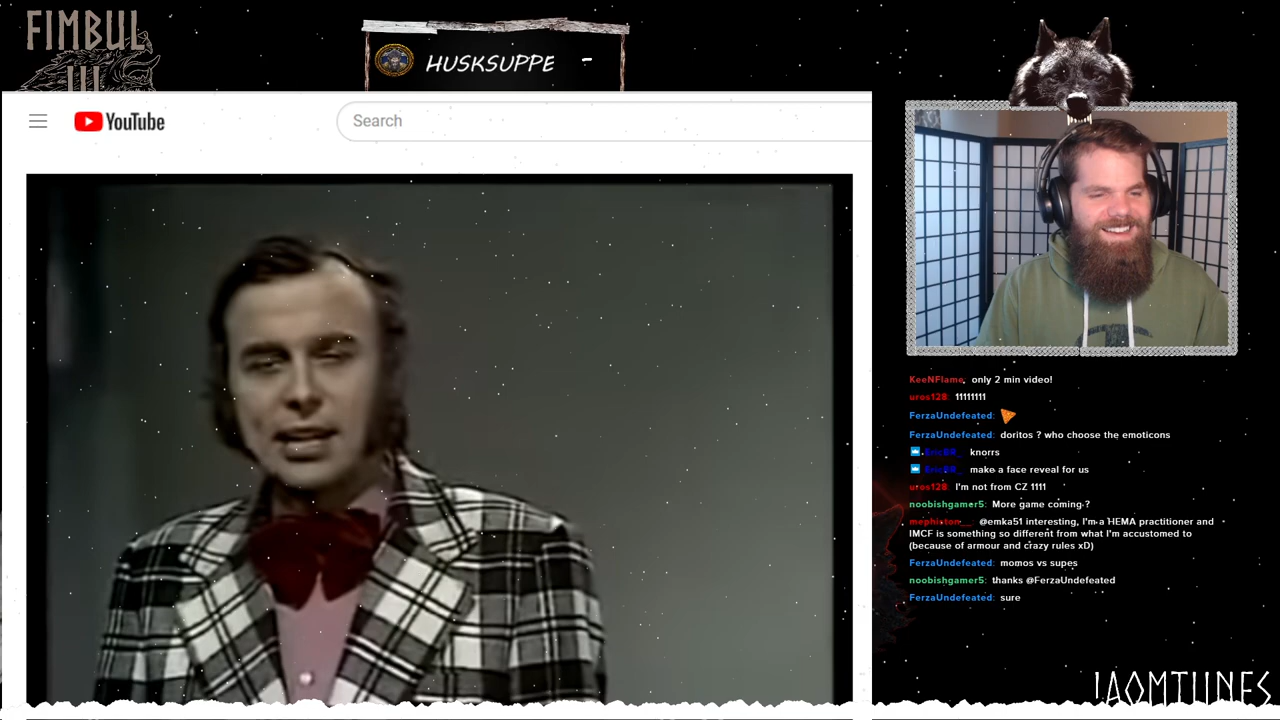 FIMBUL
III
HUSKSUPPE -
YouTube
Search
KeeNFlame: only 2 min video!
uros128: 11111111
FerzaUndefeated:
FerzaUndefeated: doritos ? who choose the emoticons
knorrs
make a face reveal for us
uros128: I'm not from CZ 1111
noobishgamer5: More game coming ?
mephiston__: @emka51 interesting, I'm a HEMA practitioner and
IMCF is something so different from what I'm accustomed to
(because of armour and crazy rules xD)
FerzaUndefeated: momos vs supes
noobishgamer5: thanks @FerzaUndefeated
FerzaUndefeated: sure
!AOMTUNES